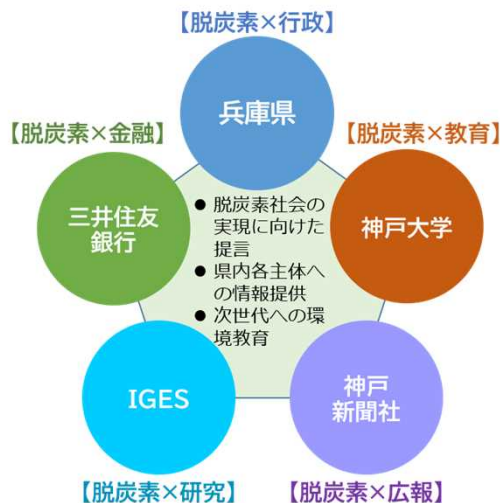 【脱炭素×行政】
兵庫県
【脱炭素×金融】
【脱炭素×教育】
三井住友
銀行
神戸大学
● 脱炭素社会の
実現に向けた
提言
● 県内各主体へ
の情報提供
● 次世代への環
境教育
IGES
神戸
新聞社
【脱炭素×研究】
【脱炭素×広報】